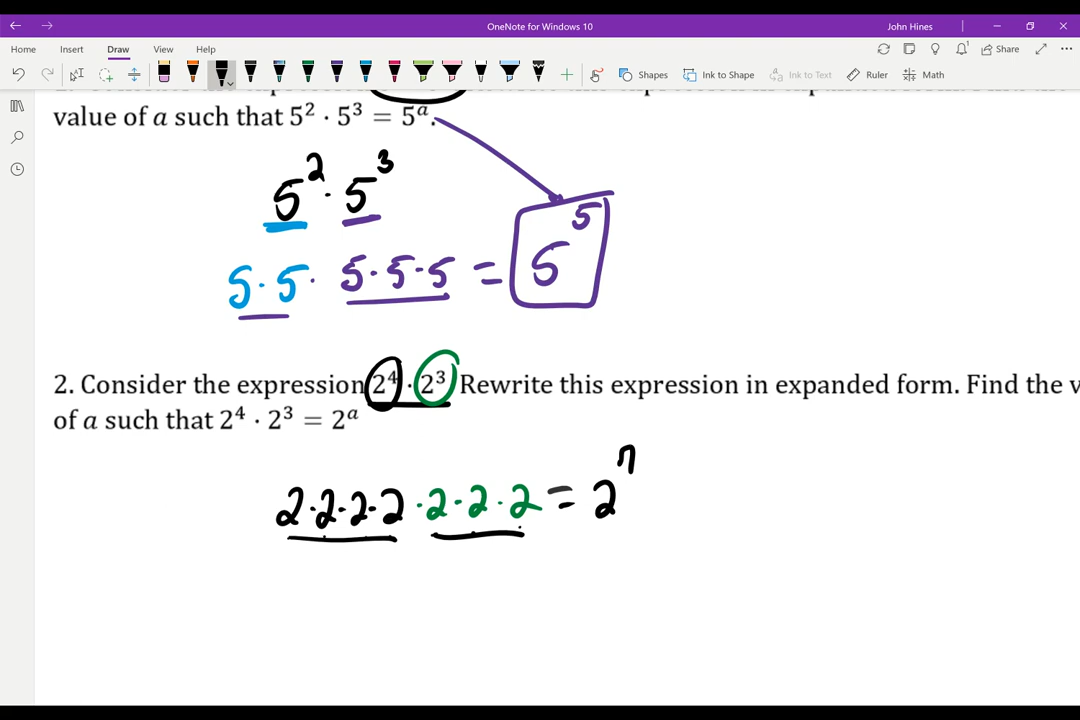 OneNote for Windows 10
John Hines
Home Insert Draw View Help
Share
Shapes Ink to Shape Ink to Text Ruler Math
value of a such that 5² · 5³ = 5ᵃ.
5² · 5³
5 · 5 · 5 · 5 · 5 = 5⁵
2. Consider the expression 2⁴ · 2³ Rewrite this expression in expanded form. Find the v
of a such that 2⁴ · 2³ = 2ᵃ
2 · 2 · 2 · 2 · 2 · 2 · 2 = 2⁷